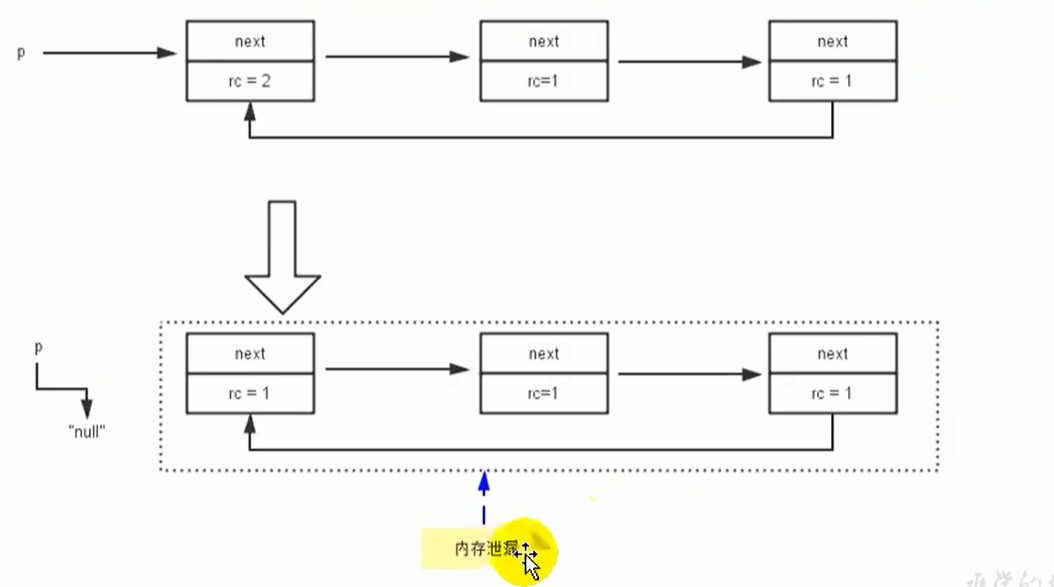 p
next
next
next
rc = 2
rc=1
rc = 1
p
next
next
next
rc = 1
rc=1
rc = 1
"null"
内存泄漏